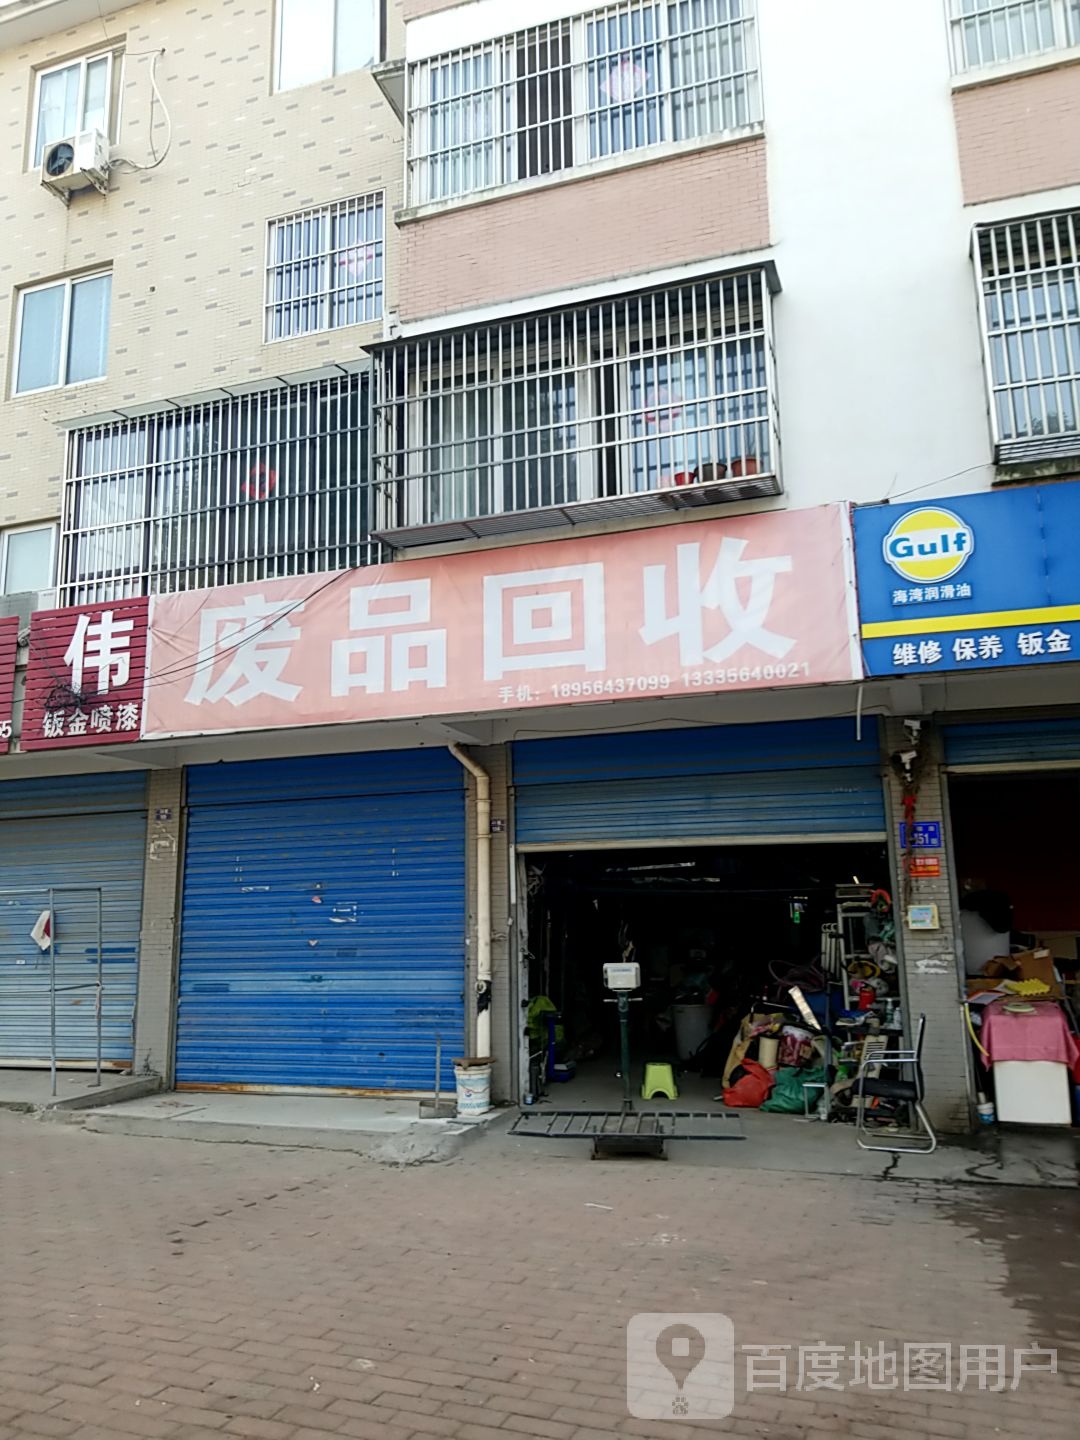 伟
钣金喷漆
废品回收
手机：18956437099 13335640021
Gulf
海湾润滑油
维修 保养 钣金
百度地图用户